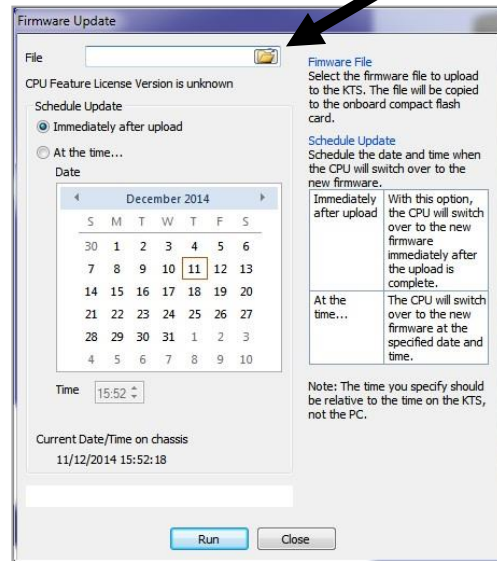 Firmware Update
File
CPU Feature License Version is unknown
Schedule Update
Immediately after upload
At the time...
Date
December 2014
S M T W T F S
30 1 2 3 4 5 6
7 8 9 10 11 12 13
14 15 16 17 18 19 20
21 22 23 24 25 26 27
28 29 30 31 1 2 3
4 5 6 7 8 9 10
Time 15:52
Current Date/Time on chassis
11/12/2014 15:52:18
Fimware File
Select the firmware file to upload
to the KTS. The file will be copied
to the onboard compact flash
card.
Schedule Update
Schedule the date and time when
the CPU will switch over to the
new firmware.
Immediately
after upload
With this option,
the CPU will switch
over to the new
firmware
immediately after
the upload is
complete.
At the
time...
The CPU will switch
over to the new
firmware at the
specified date and
time.
Note: The time you specify should
be relative to the time on the KTS,
not the PC.
Run
Close